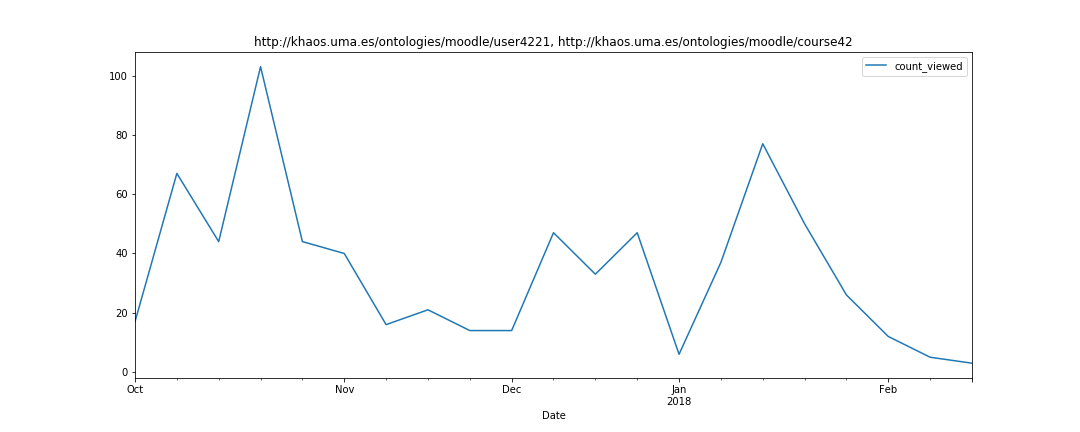 http://khaos.uma.es/ontologies/moodle/user4221, http://khaos.uma.es/ontologies/moodle/course42
count_viewed
100
80
60
40
20
0
Oct Nov Dec Jan Feb
2018
Date